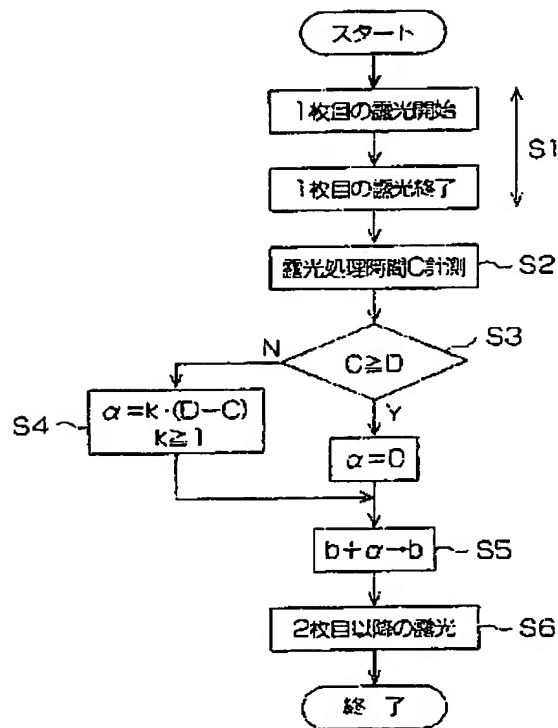 スタート
1枚目の露光開始
S1
1枚目の露光終了
露光処理時間C計測
S2
S3
N
C≧D
S4
α=k·(D−C)
k≧1
Y
α=0
b+α→b
S5
2枚目以降の露光
S6
終了